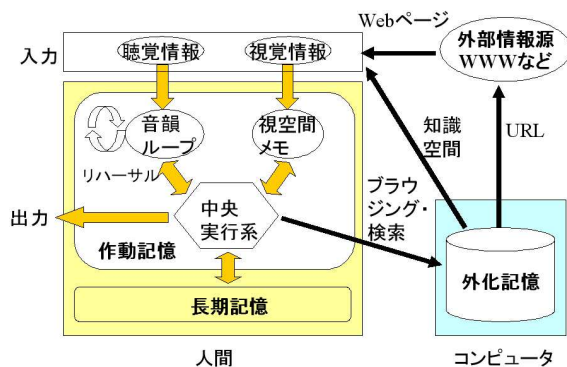 Webページ
入力
聴覚情報
視覚情報
外部情報源
WWWなど
音韻
ループ
視空間
メモ
知識
空間
URL
リハーサル
ブラウ
ジング・
検索
出力
中央
実行系
作動記憶
外化記憶
長期記憶
人間
コンピュータ